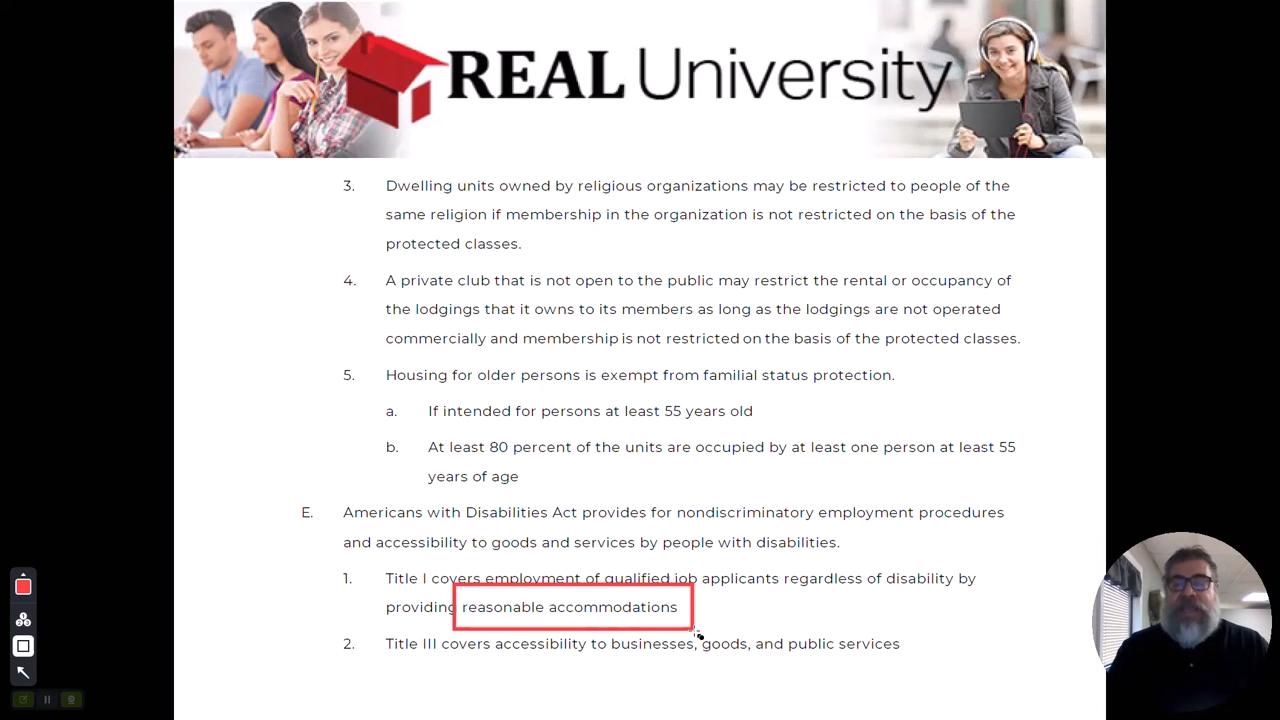 REAL University
3. Dwelling units owned by religious organizations may be restricted to people of the
same religion if membership in the organization is not restricted on the basis of the
protected classes.
4. A private club that is not open to the public may restrict the rental or occupancy of
the lodgings that it owns to its members as long as the lodgings are not operated
commercially and membership is not restricted on the basis of the protected classes.
5. Housing for older persons is exempt from familial status protection.
a. If intended for persons at least 55 years old
b. At least 80 percent of the units are occupied by at least one person at least 55
years of age
E. Americans with Disabilities Act provides for nondiscriminatory employment procedures
and accessibility to goods and services by people with disabilities.
1. Title I covers employment of qualified job applicants regardless of disability by
providing reasonable accommodations
2. Title III covers accessibility to businesses, goods, and public services